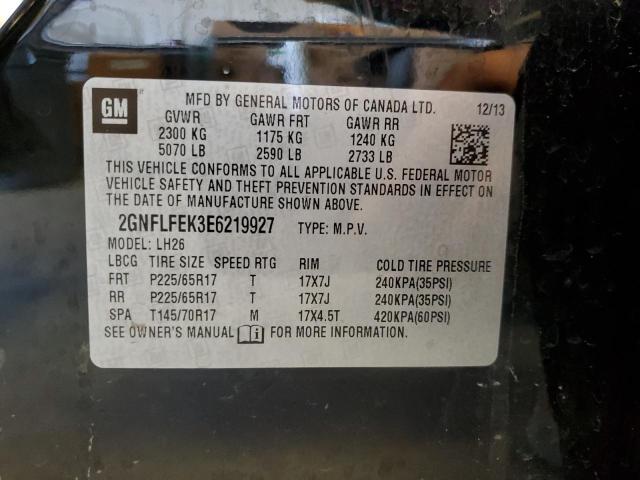 GM
MFD BY GENERAL MOTORS OF CANADA LTD.
12/13
GVWR GAWR FRT GAWR RR
2300 KG 1175 KG 1240 KG
5070 LB 2590 LB 2733 LB
THIS VEHICLE CONFORMS TO ALL APPLICABLE U.S. FEDERAL MOTOR
VEHICLE SAFETY AND THEFT PREVENTION STANDARDS IN EFFECT ON
THE DATE OF MANUFACTURE SHOWN ABOVE.
2GNFLFEK3E6219927 TYPE: M.P.V.
MODEL: LH26
LBCG TIRE SIZE SPEED RTG RIM COLD TIRE PRESSURE
FRT P225/65R17 T 17X7J 240KPA(35PSI)
RR P225/65R17 T 17X7J 240KPA(35PSI)
SPA T145/70R17 M 17X4.5T 420KPA(60PSI)
SEE OWNER'S MANUAL FOR MORE INFORMATION.